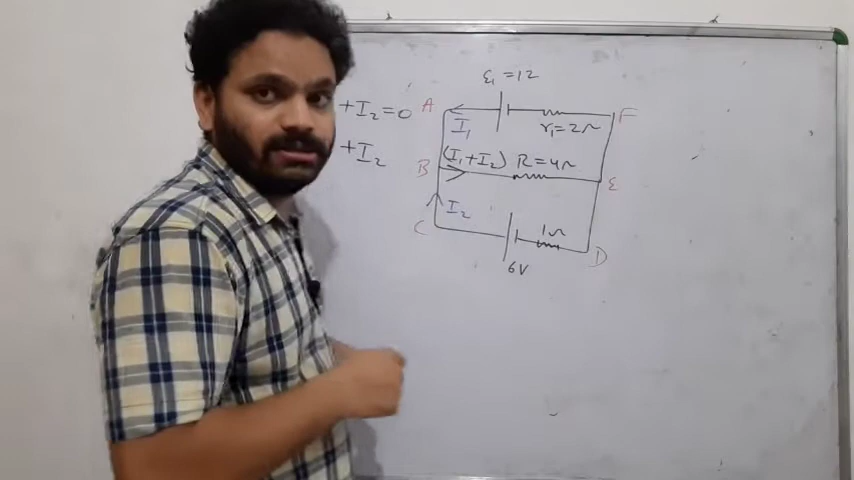 ε₁ = 12
+I₂ = 0
A
F
I₁
r₁ = 2Ω
+I₂
(I₁+I₂) R = 4Ω
B
E
I₂
C
1Ω
D
6V